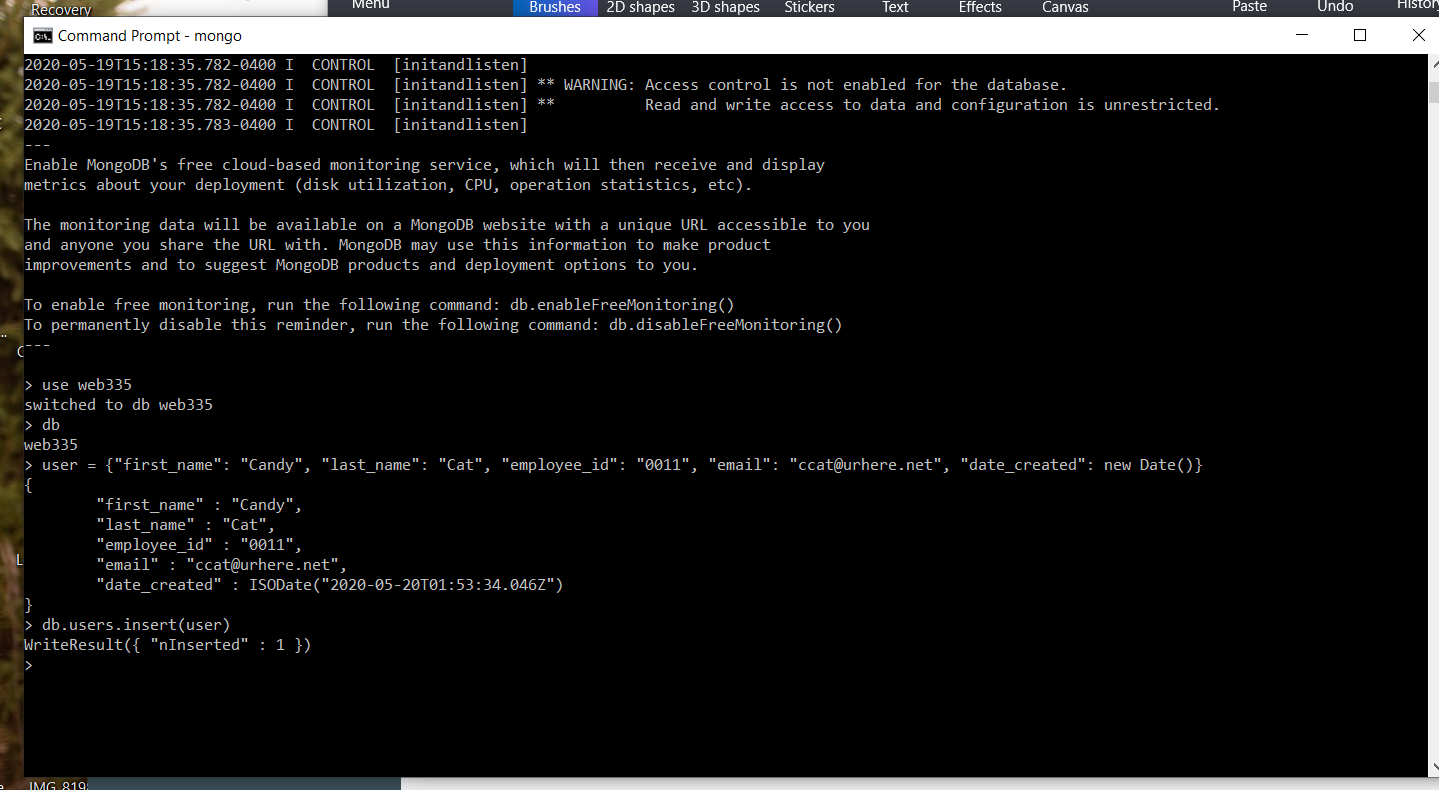 Recovery
Menu Brushes 2D shapes 3D shapes Stickers Text Effects Canvas Paste Undo History
Command Prompt - mongo
2020-05-19T15:18:35.782-0400 I  CONTROL  [initandlisten]
2020-05-19T15:18:35.782-0400 I  CONTROL  [initandlisten] ** WARNING: Access control is not enabled for the database.
2020-05-19T15:18:35.782-0400 I  CONTROL  [initandlisten] **          Read and write access to data and configuration is unrestricted.
2020-05-19T15:18:35.783-0400 I  CONTROL  [initandlisten]
---
Enable MongoDB's free cloud-based monitoring service, which will then receive and display
metrics about your deployment (disk utilization, CPU, operation statistics, etc).
The monitoring data will be available on a MongoDB website with a unique URL accessible to you
and anyone you share the URL with. MongoDB may use this information to make product
improvements and to suggest MongoDB products and deployment options to you.
To enable free monitoring, run the following command: db.enableFreeMonitoring()
To permanently disable this reminder, run the following command: db.disableFreeMonitoring()
---
> use web335
switched to db web335
> db
web335
> user = {"first_name": "Candy", "last_name": "Cat", "employee_id": "0011", "email": "ccat@urhere.net", "date_created": new Date()}
{
        "first_name" : "Candy",
        "last_name" : "Cat",
        "employee_id" : "0011",
        "email" : "ccat@urhere.net",
        "date_created" : ISODate("2020-05-20T01:53:34.046Z")
}
> db.users.insert(user)
WriteResult({ "nInserted" : 1 })
>
IMG_819